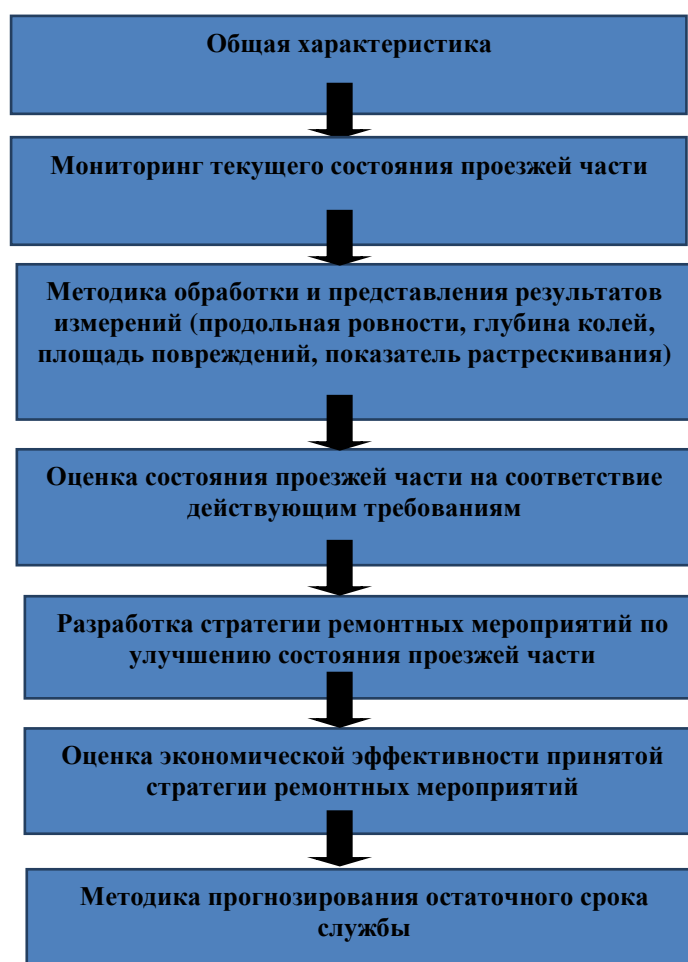 Общая характеристика
Мониторинг текущего состояния проезжей части
Методика обработки и представления результатов
измерений (продольная ровности, глубина колей,
площадь повреждений, показатель растрескивания)
Оценка состояния проезжей части на соответствие
действующим требованиям
Разработка стратегии ремонтных мероприятий по
улучшению состояния проезжей части
Оценка экономической эффективности принятой
стратегии ремонтных мероприятий
Методика прогнозирования остаточного срока
службы